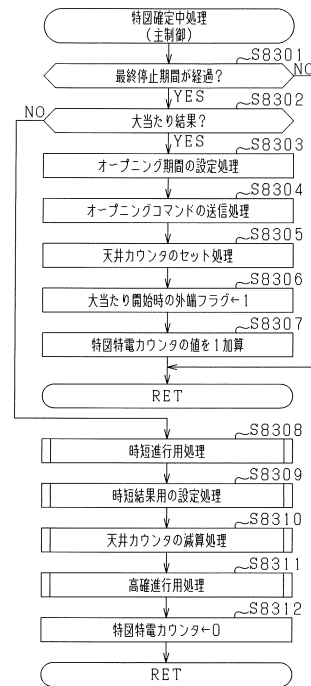 特図確定中処理
(主制御)
S8301
最終停止期間が経過?
NO
YES
S8302
NO
大当たり結果?
YES
S8303
オープニング期間の設定処理
S8304
オープニングコマンドの送信処理
S8305
天井カウンタのセット処理
S8306
大当たり開始時の外端フラグ←1
S8307
特図特電カウンタの値を1加算
RET
S8308
時短進行用処理
S8309
時短結果用の設定処理
S8310
天井カウンタの減算処理
S8311
高確進行用処理
S8312
特図特電カウンタ←0
RET